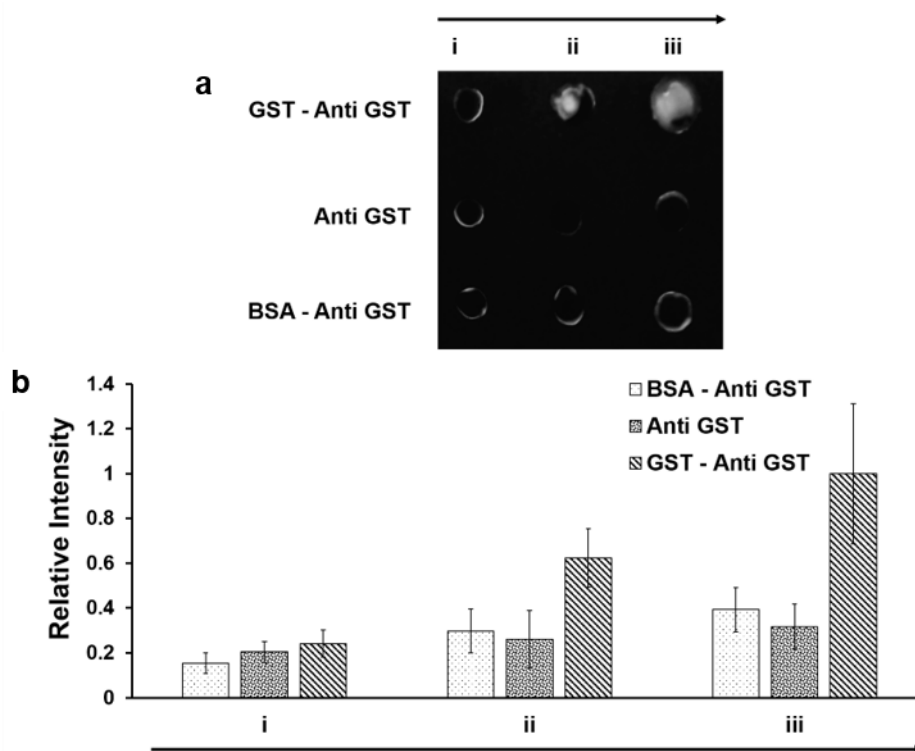 i ii iii
a
GST - Anti GST
Anti GST
BSA - Anti GST
b
1.4
1.2
1
0.8
0.6
0.4
0.2
0
Relative Intensity
BSA - Anti GST
Anti GST
GST - Anti GST
i ii iii